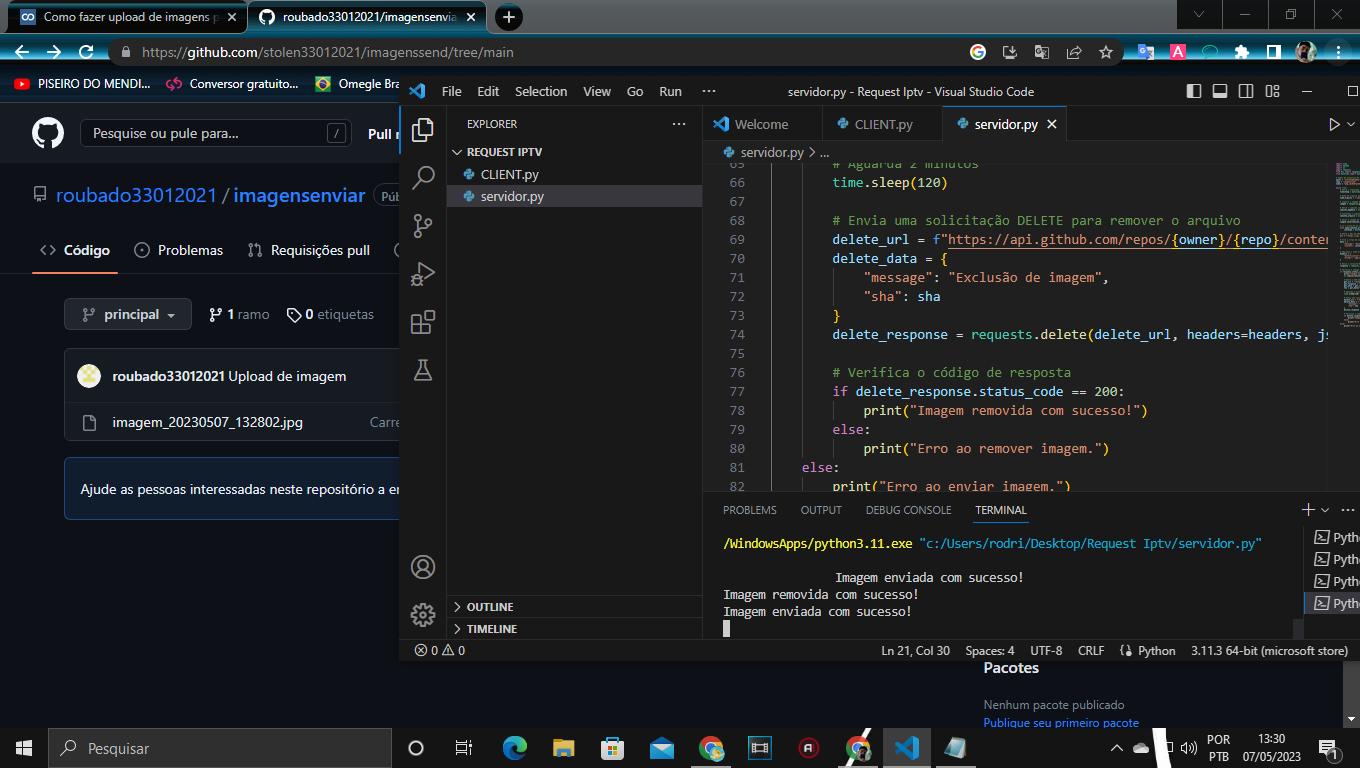 Como fazer upload de imagens p
roubado33012021/imagensenvia
https://github.com/stolen33012021/imagenssend/tree/main
PISEIRO DO MENDI...
Conversor gratuito...
Omegle Bra
Pesquise ou pule para...
/
Pull r
roubado33012021 / imagensenviar
Púb
Código
Problemas
Requisições pull
principal
1 ramo
0 etiquetas
roubado33012021 Upload de imagem
imagem_20230507_132802.jpg
Carre
Ajude as pessoas interessadas neste repositório a en
File Edit Selection View Go Run ···
servidor.py - Request Iptv - Visual Studio Code
EXPLORER
REQUEST IPTV
CLIENT.py
servidor.py
OUTLINE
TIMELINE
Welcome
CLIENT.py
servidor.py
servidor.py > ...
65 # Aguarda 2 minutos
66 time.sleep(120)
67
68 # Envia uma solicitação DELETE para remover o arquivo
69 delete_url = f"https://api.github.com/repos/{owner}/{repo}/conten
70 delete_data = {
71 "message": "Exclusão de imagem",
72 "sha": sha
73 }
74 delete_response = requests.delete(delete_url, headers=headers, js
75
76 # Verifica o código de resposta
77 if delete_response.status_code == 200:
78 print("Imagem removida com sucesso!")
79 else:
80 print("Erro ao remover imagem.")
81 else:
82 print("Erro ao enviar imagem.")
PROBLEMS OUTPUT DEBUG CONSOLE TERMINAL
/WindowsApps/python3.11.exe "c:/Users/rodri/Desktop/Request Iptv/servidor.py"
Imagem enviada com sucesso!
Imagem removida com sucesso!
Imagem enviada com sucesso!
Pytho
Pytho
Pytho
Pytho
0 0
Ln 21, Col 30 Spaces: 4 UTF-8 CRLF Python 3.11.3 64-bit (microsoft store)
Pacotes
Nenhum pacote publicado
Publique seu primeiro pacote
Pesquisar
POR
PTB
13:30
07/05/2023
1